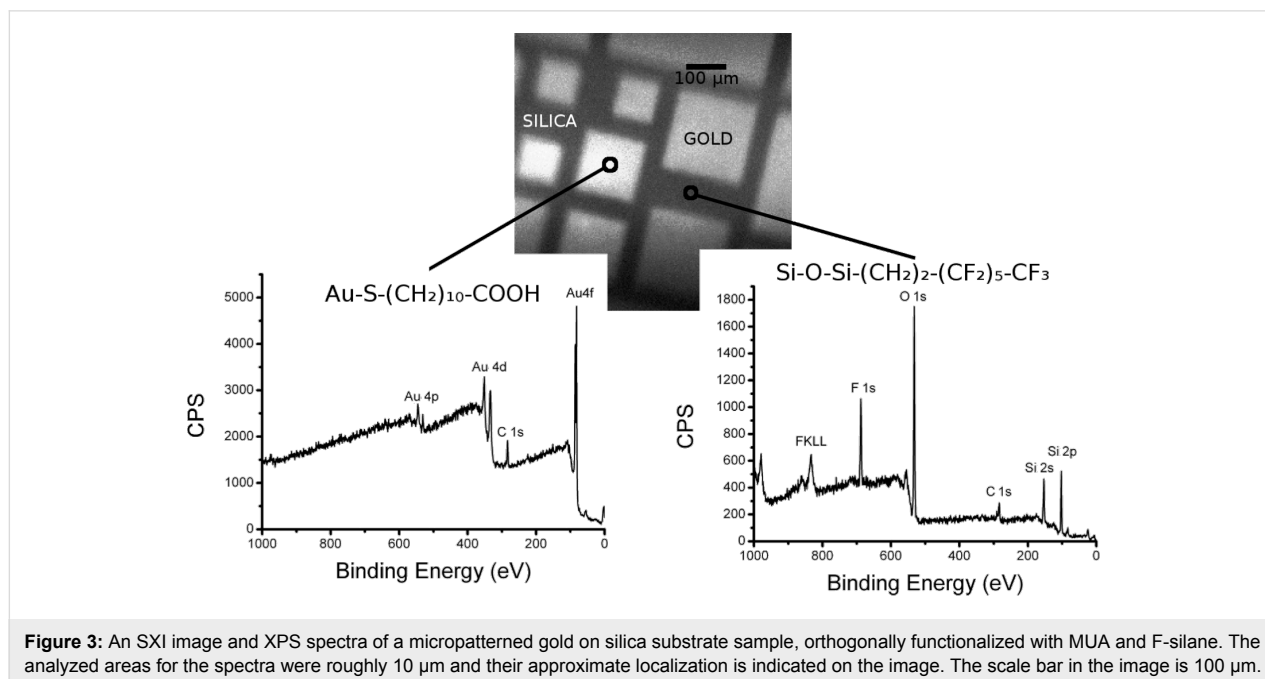 100 µm
SILICA
GOLD
Au-S-(CH₂)₁₀-COOH
Si-O-Si-(CH₂)₂-(CF₂)₅-CF₃
5000
4000
3000
2000
1000
0
CPS
Au4f
Au 4d
Au 4p
C 1s
1000 800 600 400 200 0
Binding Energy (eV)
1800
1600
1400
1200
1000
800
600
400
200
0
CPS
O 1s
F 1s
FKLL
C 1s
Si 2s
Si 2p
1000 800 600 400 200 0
Binding Energy (eV)
Figure 3: An SXI image and XPS spectra of a micropatterned gold on silica substrate sample, orthogonally functionalized with MUA and F-silane. The
analyzed areas for the spectra were roughly 10 µm and their approximate localization is indicated on the image. The scale bar in the image is 100 µm.